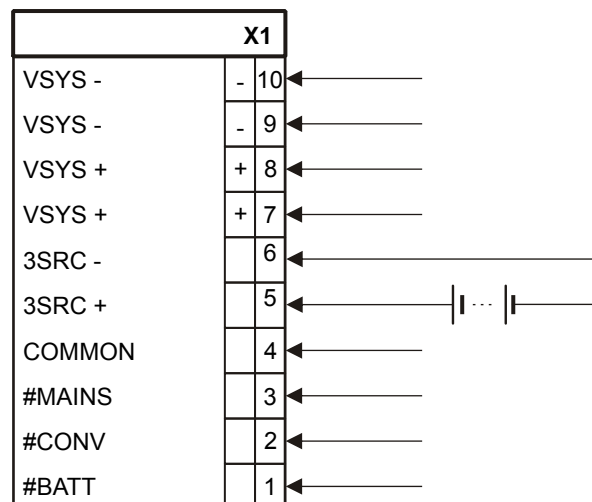 X1
VSYS - - 10
VSYS - - 9
VSYS + + 8
VSYS + + 7
3SRC - 6
3SRC + 5
COMMON 4
#MAINS 3
#CONV 2
#BATT 1